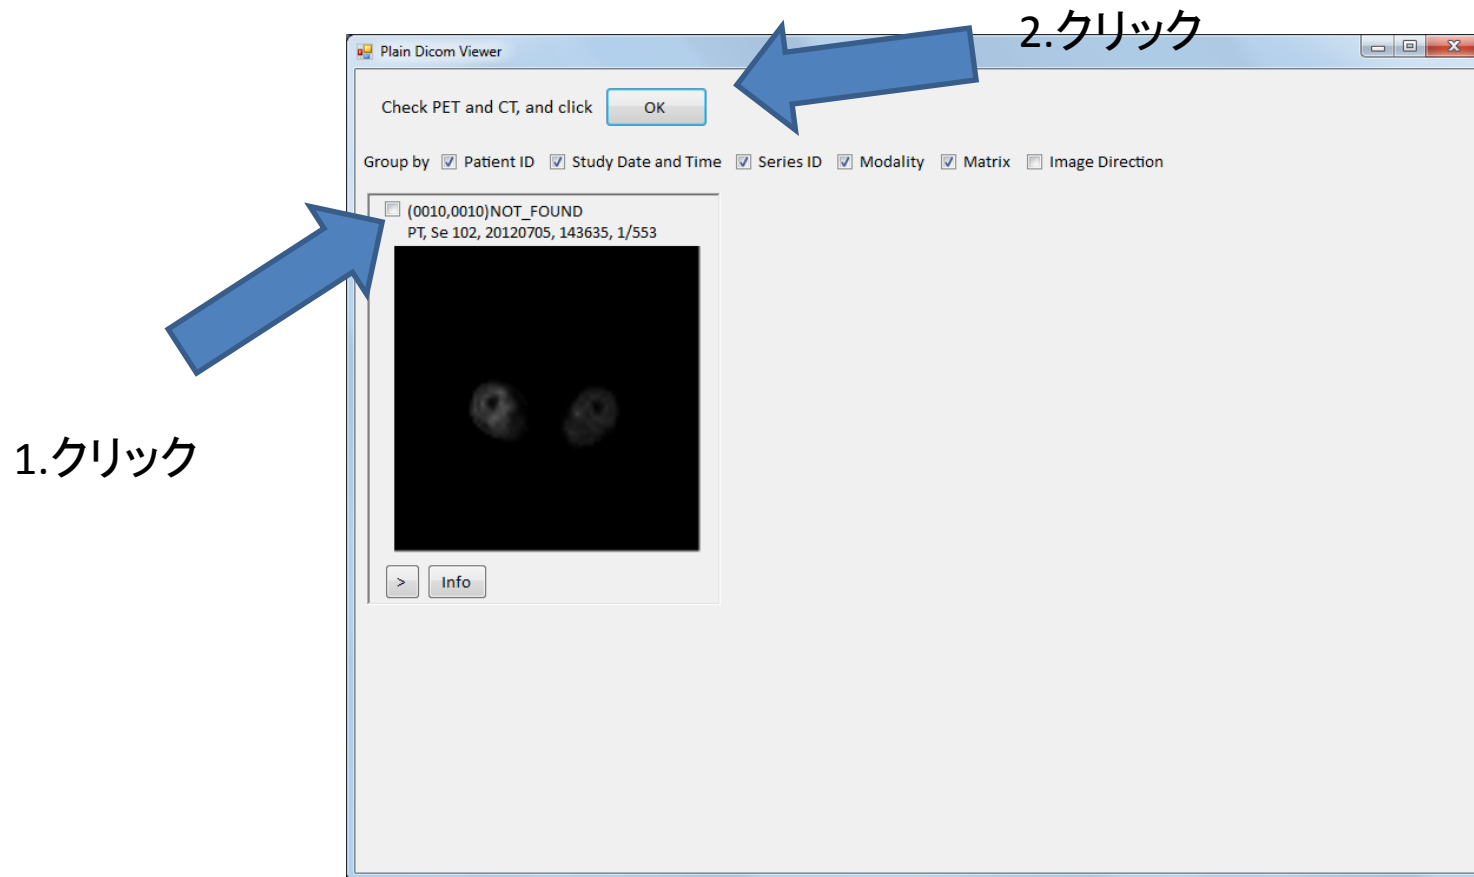 2.クリック
Plain Dicom Viewer
Check PET and CT, and click OK
Group by Patient ID Study Date and Time Series ID Modality Matrix Image Direction
(0010,0010)NOT_FOUND
PT, Se 102, 20120705, 143635, 1/553
1.クリック
> Info